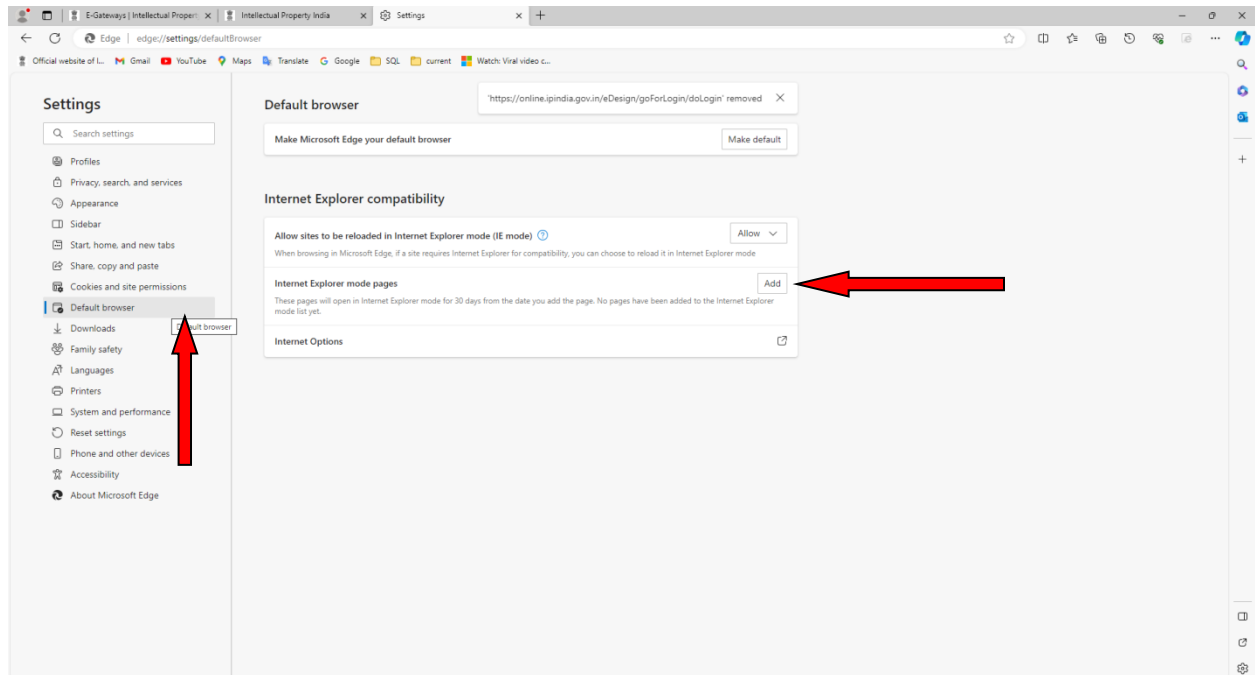 E-Gateways | Intellectual Propert
Intellectual Property India
Settings
Edge
edge://settings/defaultBrowser
Official website of I...
Gmail
YouTube
Maps
Translate
Google
SQL
current
Watch: Viral video c...
Settings
Search settings
Profiles
Privacy, search, and services
Appearance
Sidebar
Start, home, and new tabs
Share, copy and paste
Cookies and site permissions
Default browser
Downloads
Family safety
Languages
Printers
System and performance
Reset settings
Phone and other devices
Accessibility
About Microsoft Edge
Default browser
'https://online.ipindia.gov.in/eDesign/goForLogin/doLogin' removed
Make Microsoft Edge your default browser
Make default
Internet Explorer compatibility
Allow sites to be reloaded in Internet Explorer mode (IE mode)
Allow
When browsing in Microsoft Edge, if a site requires Internet Explorer for compatibility, you can choose to reload it in Internet Explorer mode
Internet Explorer mode pages
Add
These pages will open in Internet Explorer mode for 30 days from the date you add the page. No pages have been added to the Internet Explorer
mode list yet.
Internet Options